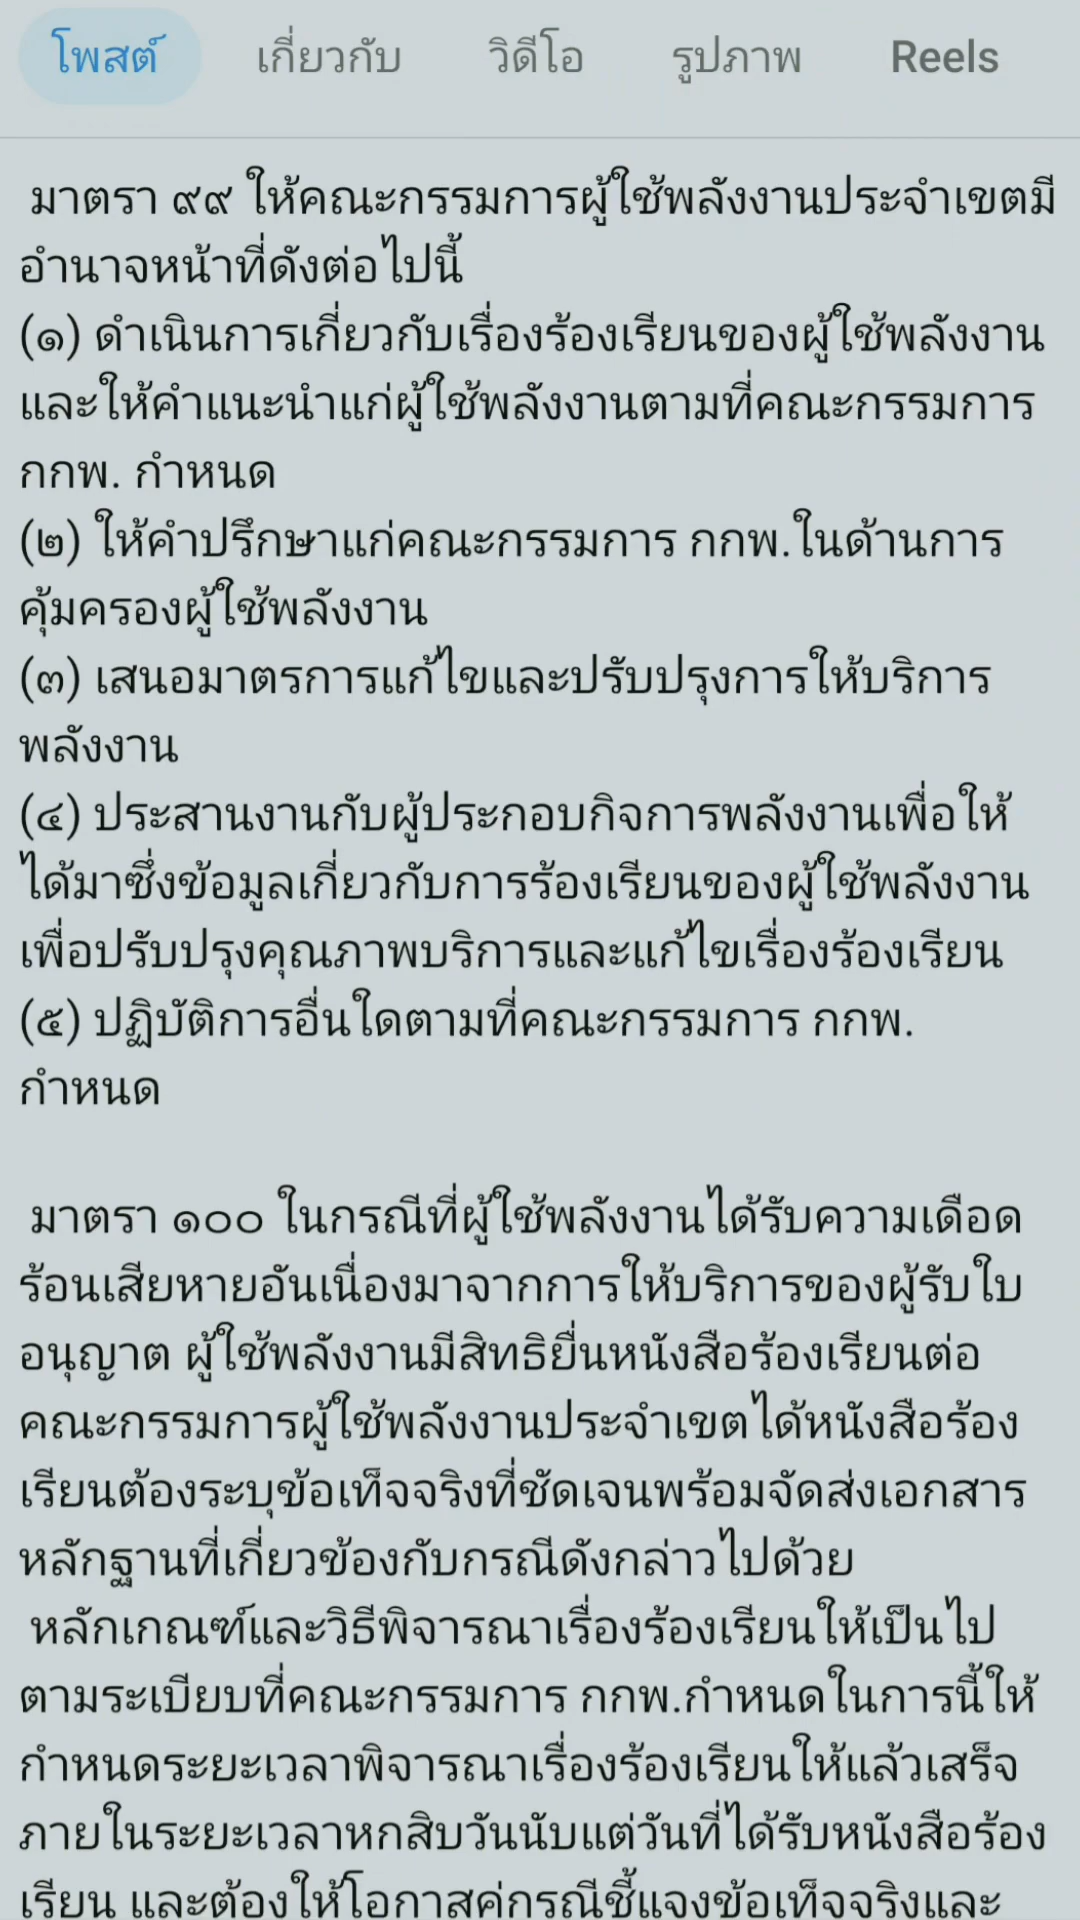 โพสต์ เกี่ยวกับ วิดีโอ รูปภาพ Reels
มาตรา ๙๙ ให้คณะกรรมการผู้ใช้พลังงานประจำเขตมี
อำนาจหน้าที่ดังต่อไปนี้
(๑) ดำเนินการเกี่ยวกับเรื่องร้องเรียนของผู้ใช้พลังงาน
และให้คำแนะนำแก่ผู้ใช้พลังงานตามที่คณะกรรมการ
กกพ. กำหนด
(๒) ให้คำปรึกษาแก่คณะกรรมการ กกพ.ในด้านการ
คุ้มครองผู้ใช้พลังงาน
(๓) เสนอมาตรการแก้ไขและปรับปรุงการให้บริการ
พลังงาน
(๔) ประสานงานกับผู้ประกอบกิจการพลังงานเพื่อให้
ได้มาซึ่งข้อมูลเกี่ยวกับการร้องเรียนของผู้ใช้พลังงาน
เพื่อปรับปรุงคุณภาพบริการและแก้ไขเรื่องร้องเรียน
(๕) ปฏิบัติการอื่นใดตามที่คณะกรรมการ กกพ.
กำหนด
มาตรา ๑๐๐ ในกรณีที่ผู้ใช้พลังงานได้รับความเดือด
ร้อนเสียหายอันเนื่องมาจากการให้บริการของผู้รับใบ
อนุญาต ผู้ใช้พลังงานมีสิทธิยื่นหนังสือร้องเรียนต่อ
คณะกรรมการผู้ใช้พลังงานประจำเขตได้หนังสือร้อง
เรียนต้องระบุข้อเท็จจริงที่ชัดเจนพร้อมจัดส่งเอกสาร
หลักฐานที่เกี่ยวข้องกับกรณีดังกล่าวไปด้วย
หลักเกณฑ์และวิธีพิจารณาเรื่องร้องเรียนให้เป็นไป
ตามระเบียบที่คณะกรรมการ กกพ.กำหนดในการนี้ให้
กำหนดระยะเวลาพิจารณาเรื่องร้องเรียนให้แล้วเสร็จ
ภายในระยะเวลาหกสิบวันนับแต่วันที่ได้รับหนังสือร้อง
เรียน และต้องให้โอกาสคู่กรณีชี้แจงข้อเท็จจริงและ